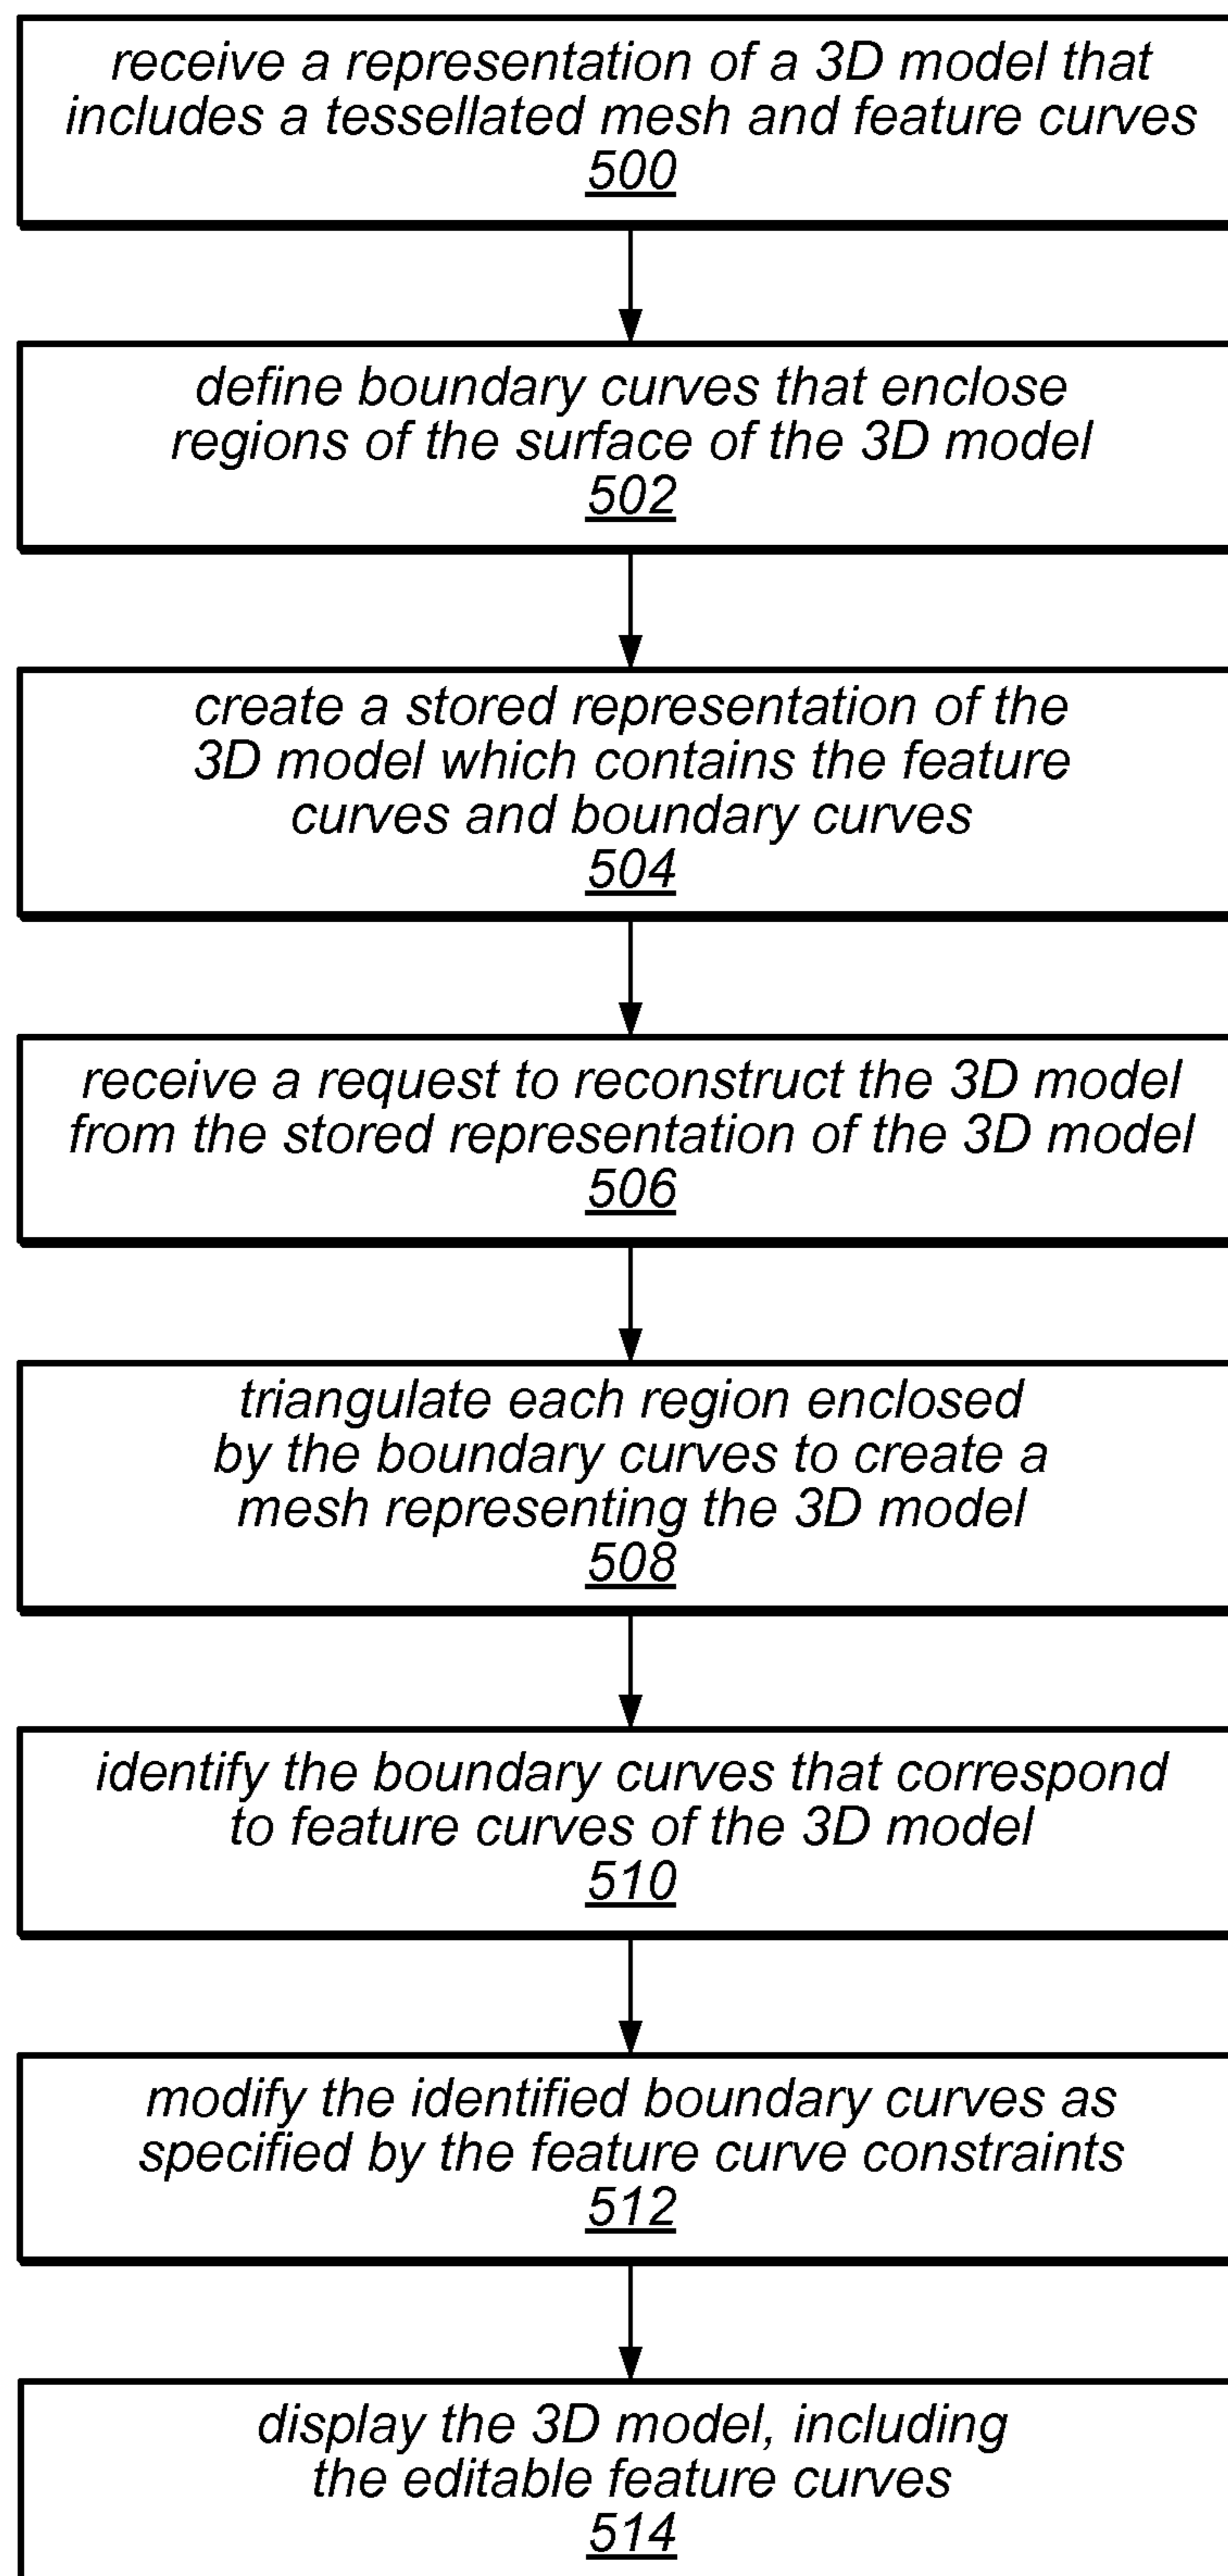 receive a representation of a 3D model that
includes a tessellated mesh and feature curves
500
define boundary curves that enclose
regions of the surface of the 3D model
502
create a stored representation of the
3D model which contains the feature
curves and boundary curves
504
receive a request to reconstruct the 3D model
from the stored representation of the 3D model
506
triangulate each region enclosed
by the boundary curves to create a
mesh representing the 3D model
508
identify the boundary curves that correspond
to feature curves of the 3D model
510
modify the identified boundary curves as
specified by the feature curve constraints
512
display the 3D model, including
the editable feature curves
514